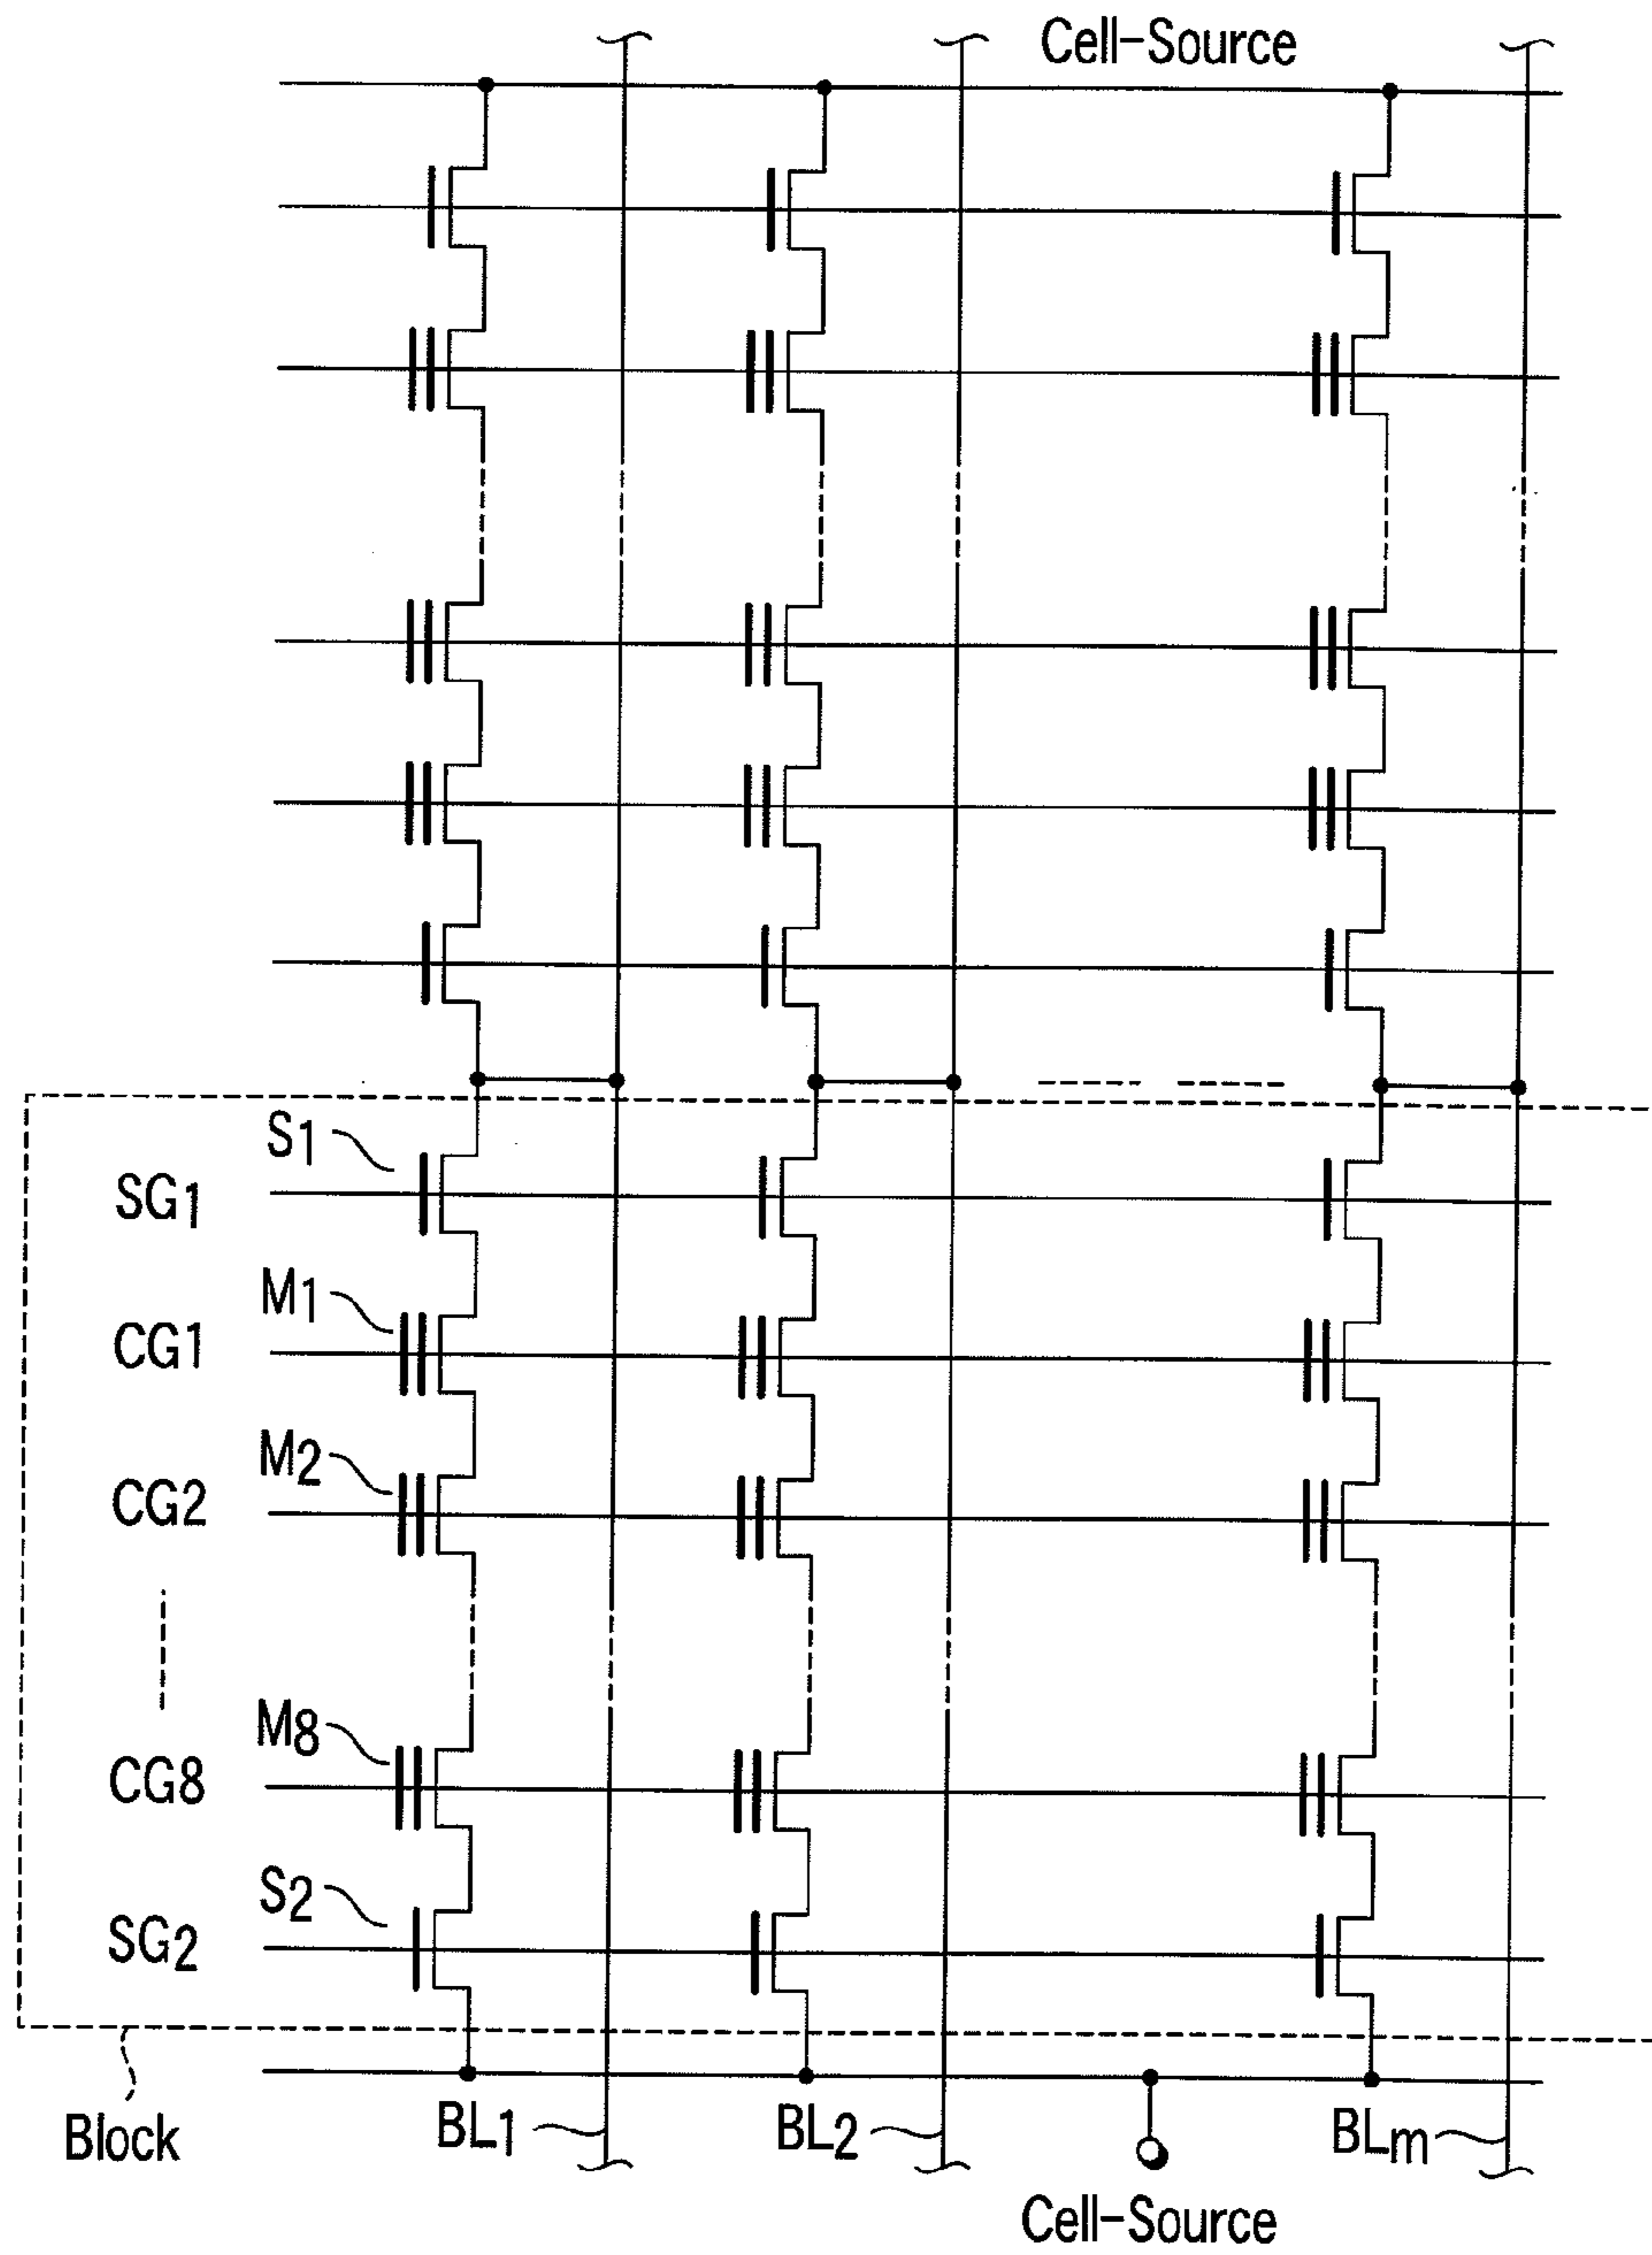 Cell-Source
S1
SG1
M1
CG1
M2
CG2
M8
CG8
S2
SG2
Block
BL1
BL2
BLm
Cell-Source